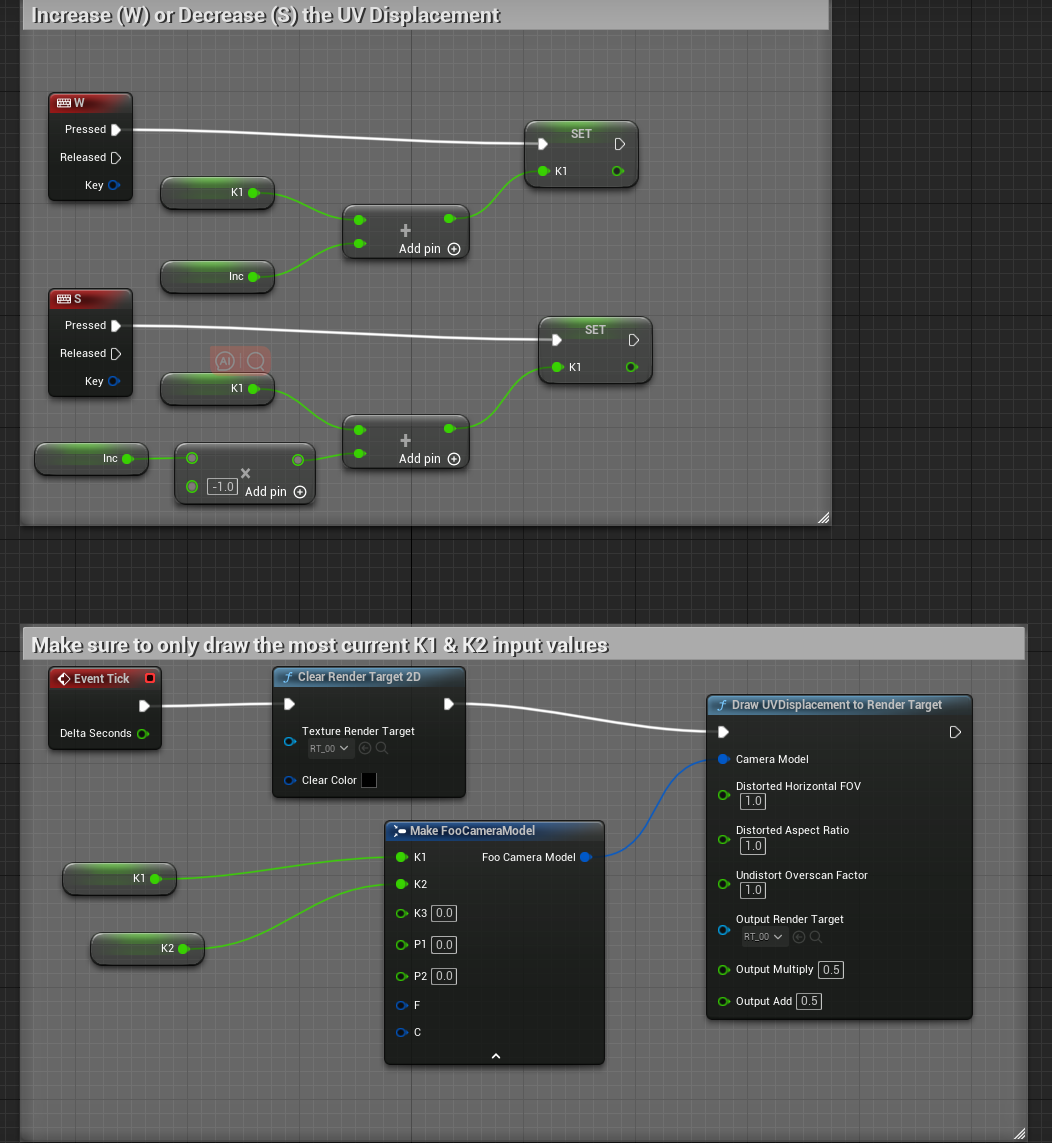 Increase (W) or Decrease (S) the UV Displacement
W
Pressed
Released
Key
SET
K1
K1
Inc
+
Add pin
S
Pressed
Released
Key
SET
K1
AI
K1
+
Add pin
Inc
×
-1.0
Add pin
Make sure to only draw the most current K1 & K2 input values
Event Tick
Delta Seconds
f Clear Render Target 2D
Texture Render Target
RT_00
Clear Color
f Draw UVDisplacement to Render Target
Camera Model
Distorted Horizontal FOV
1.0
Distorted Aspect Ratio
1.0
Undistort Overscan Factor
1.0
Output Render Target
RT_00
Output Multiply 0.5
Output Add 0.5
Make FooCameraModel
K1 Foo Camera Model
K2
K3 0.0
P1 0.0
P2 0.0
F
C
K1
K2